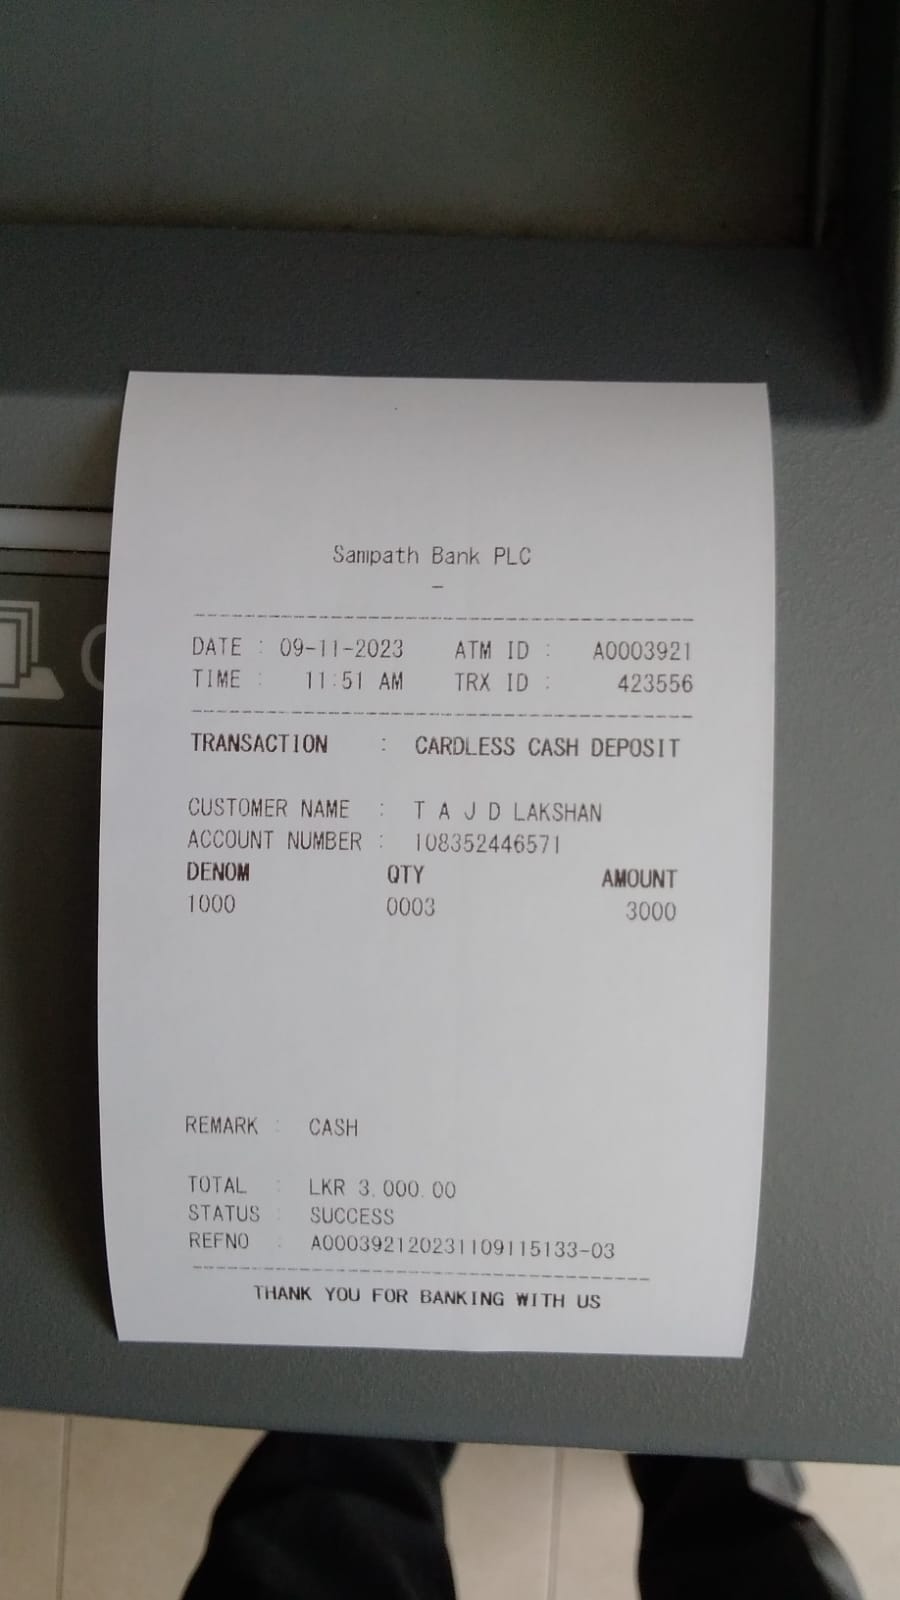 Sampath Bank PLC
-
DATE : 09-11-2023 ATM ID : A0003921
TIME : 11:51 AM TRX ID : 423556
TRANSACTION : CARDLESS CASH DEPOSIT
CUSTOMER NAME : T A J D LAKSHAN
ACCOUNT NUMBER : 108352446571
DENOM QTY AMOUNT
1000 0003 3000
REMARK : CASH
TOTAL : LKR 3,000.00
STATUS : SUCCESS
REFNO : A000392120231109115133-03
THANK YOU FOR BANKING WITH US